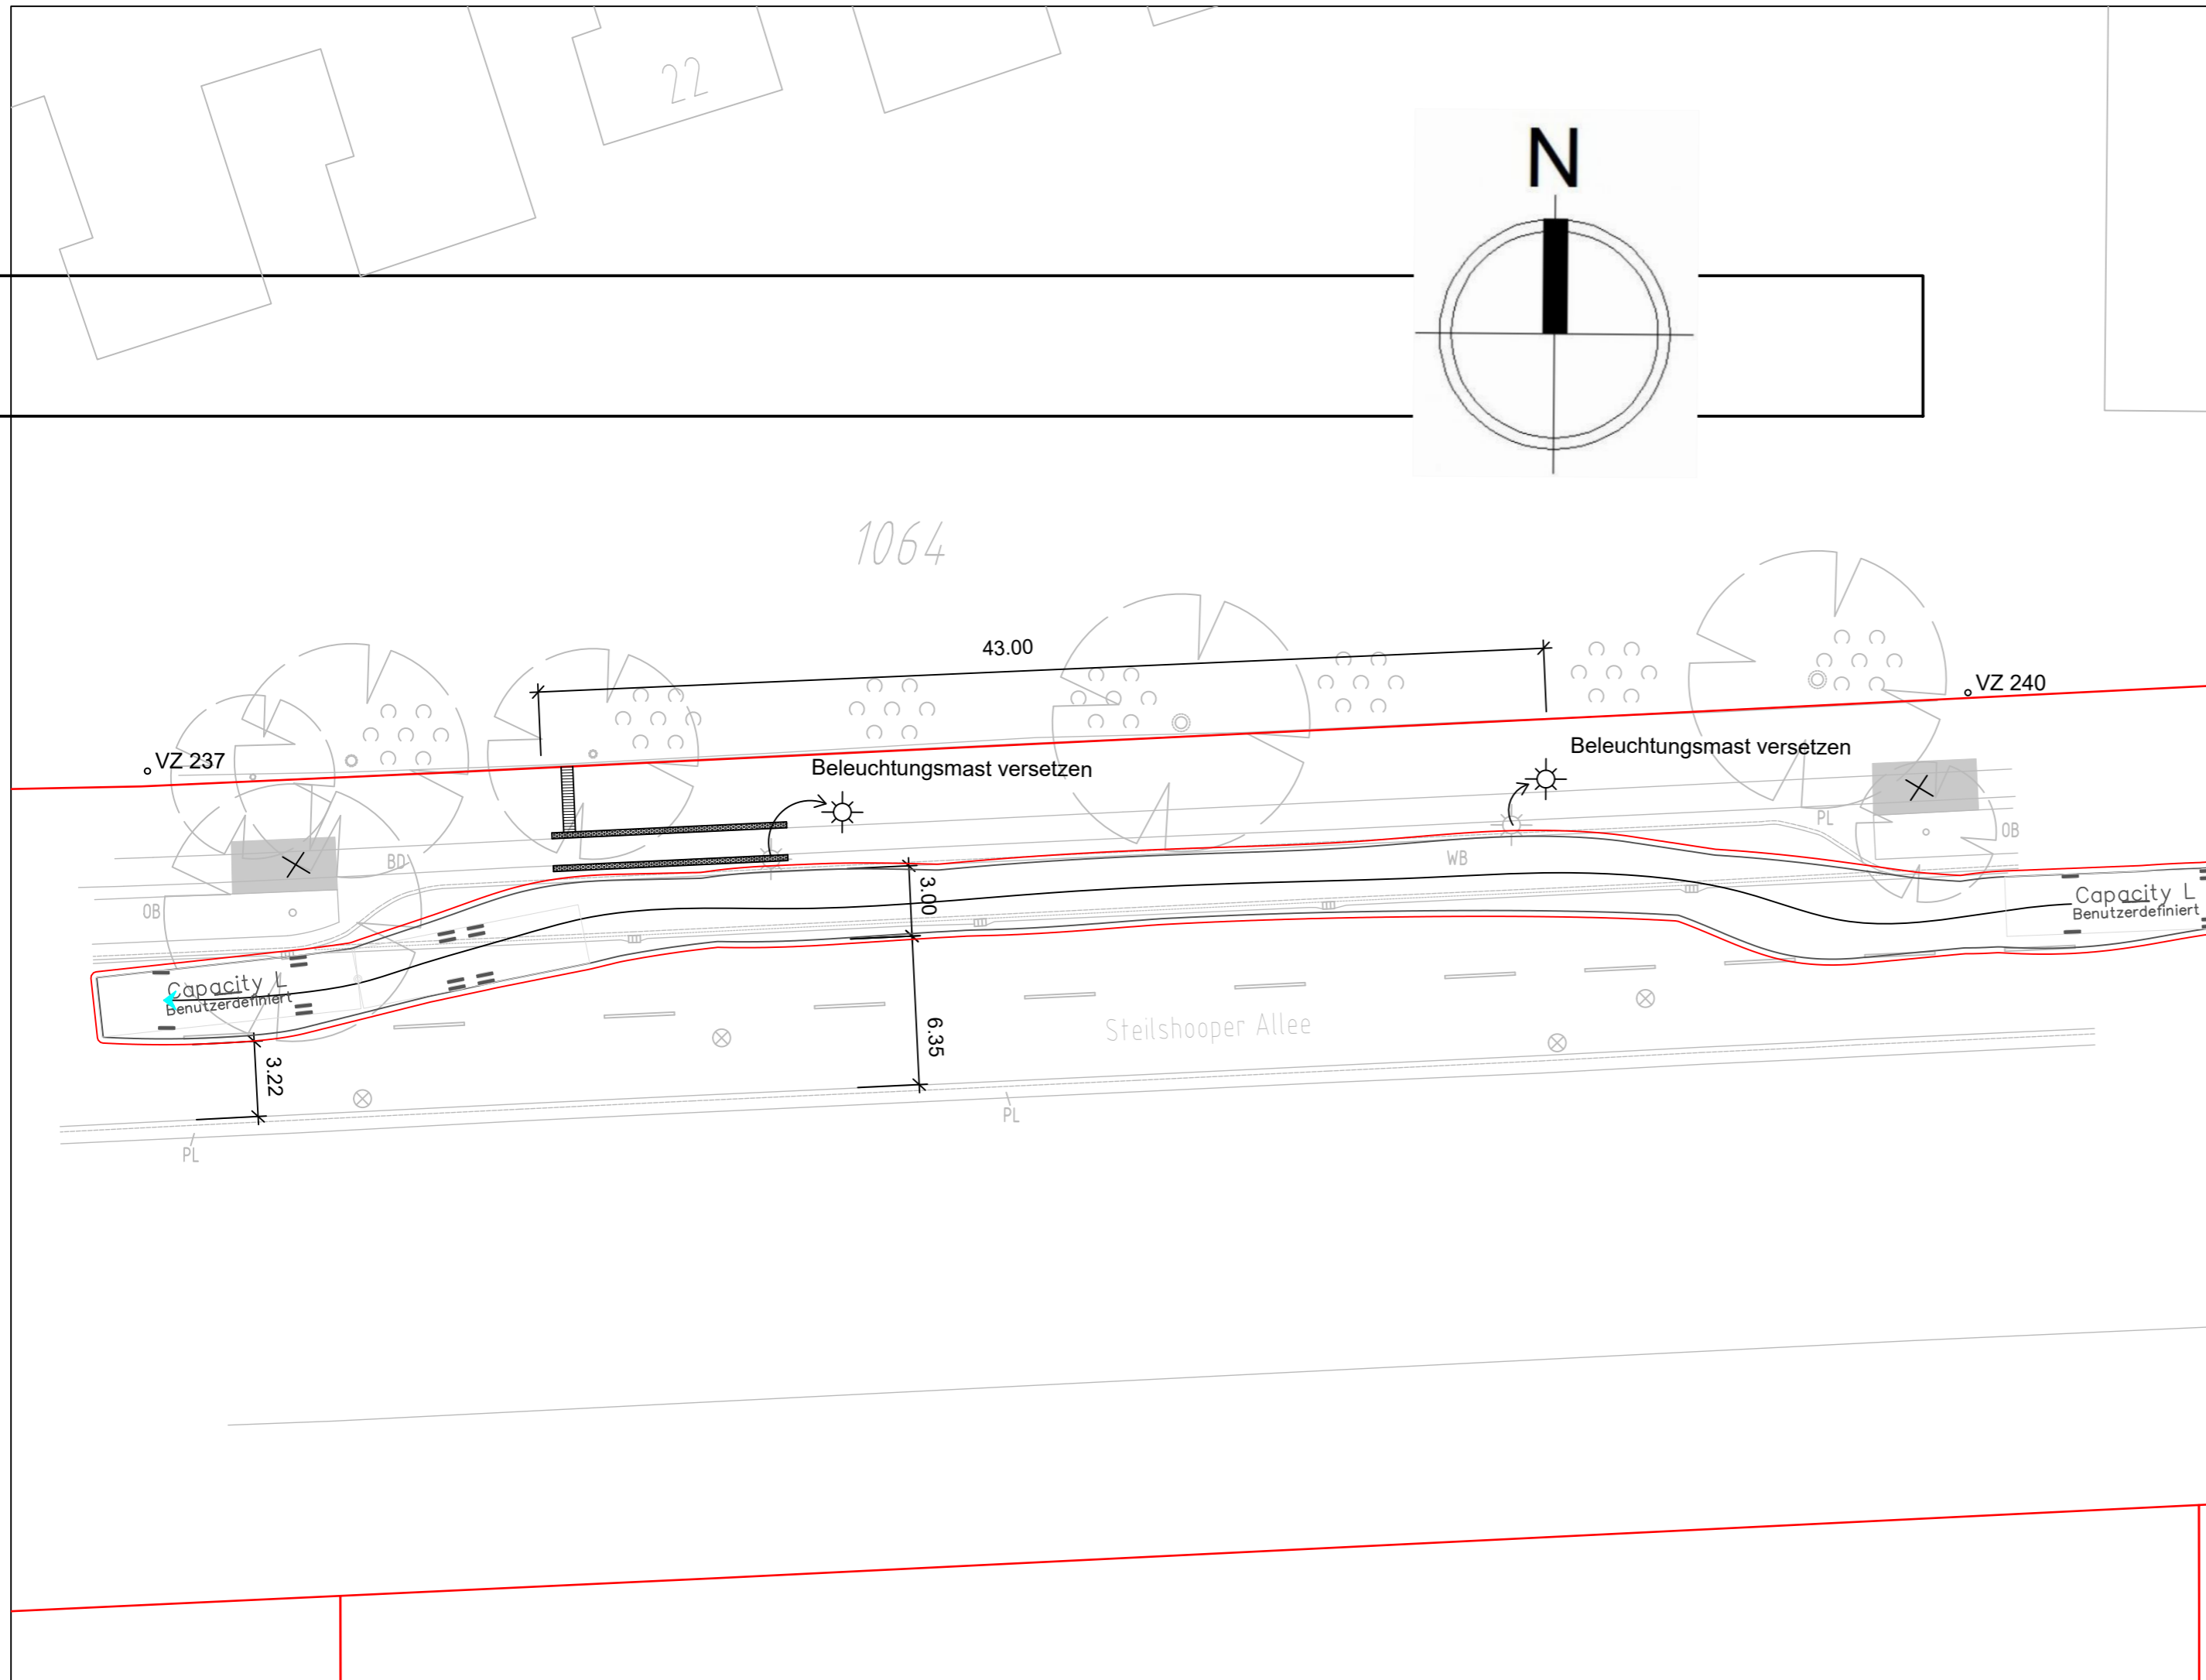 22
N
1064
43.00
VZ 240
Beleuchtungsmast versetzen
VZ 237
Beleuchtungsmast versetzen
PL
OB
BD
WB
3.00
Capacity L
Benutzerdefiniert
OB
Capacity L
Benutzerdefiniert
Steilshooper Allee
6.35
3.22
PL
PL